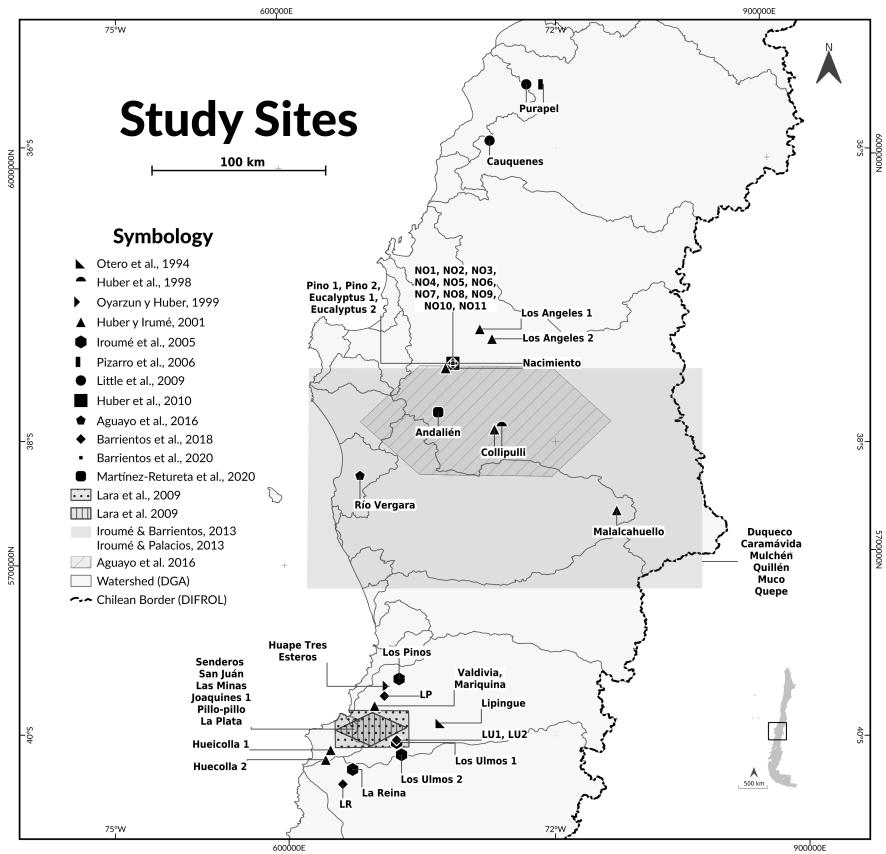 600000E
900000E
75°W
72°W
N
Study Sites
100 km
36°S
36°S
6000000N
6000000N
Purapel
Cauquenes
Symbology
Otero et al., 1994
Huber et al., 1998
Oyarzun y Huber, 1999
Huber y Irumé, 2001
Iroumé et al., 2005
Pizarro et al., 2006
Little et al., 2009
Huber et al., 2010
Aguayo et al., 2016
Barrientos et al., 2018
Barrientos et al., 2020
Martínez-Retureta et al., 2020
Lara et al., 2009
Lara et al. 2009
Iroumé & Barrientos, 2013
Iroumé & Palacios, 2013
Aguayo et al. 2016
Watershed (DGA)
Chilean Border (DIFROL)
NO1, NO2, NO3,
NO4, NO5, NO6,
NO7, NO8, NO9,
NO10, NO11
Pino 1, Pino 2,
Eucalyptus 1,
Eucalyptus 2
Los Angeles 1
Los Angeles 2
Nacimiento
Andalién
Collipulli
38°S
38°S
Río Vergara
Malalcahuello
Duqueco
Caramávida
Mulchén
Quillén
Muco
Quepe
5700000N
5700000N
Huape Tres
Esteros
Los Pinos
Senderos
San Juán
Las Minas
Joaquines 1
Pillo-pillo
La Plata
Valdivia,
Mariquina
LP
Lipingue
LU1, LU2
Hueicolla 1
Huecolla 2
Los Ulmos 1
Los Ulmos 2
La Reina
LR
40°S
40°S
500 km
75°W
72°W
600000E
900000E